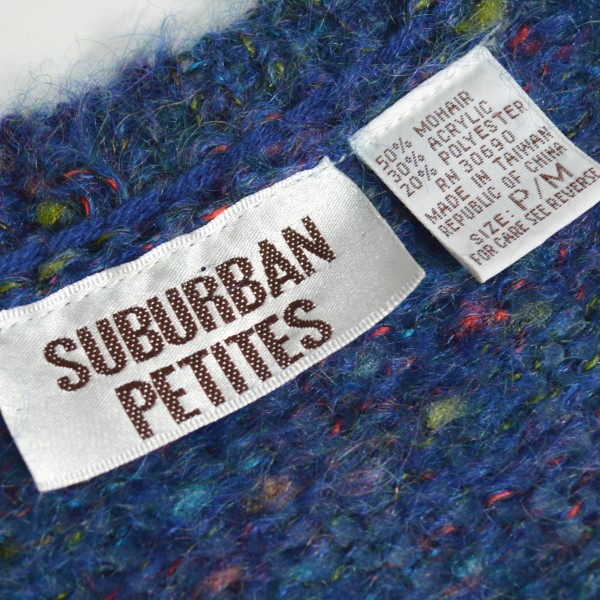 SUBURBAN
PETITES
50% MOHAIR
30% ACRYLIC
20% POLYESTER
RN 30690
MADE IN TAIWAN
REPUBLIC OF CHINA
SIZE: P/M
FOR CARE SEE REVERSE